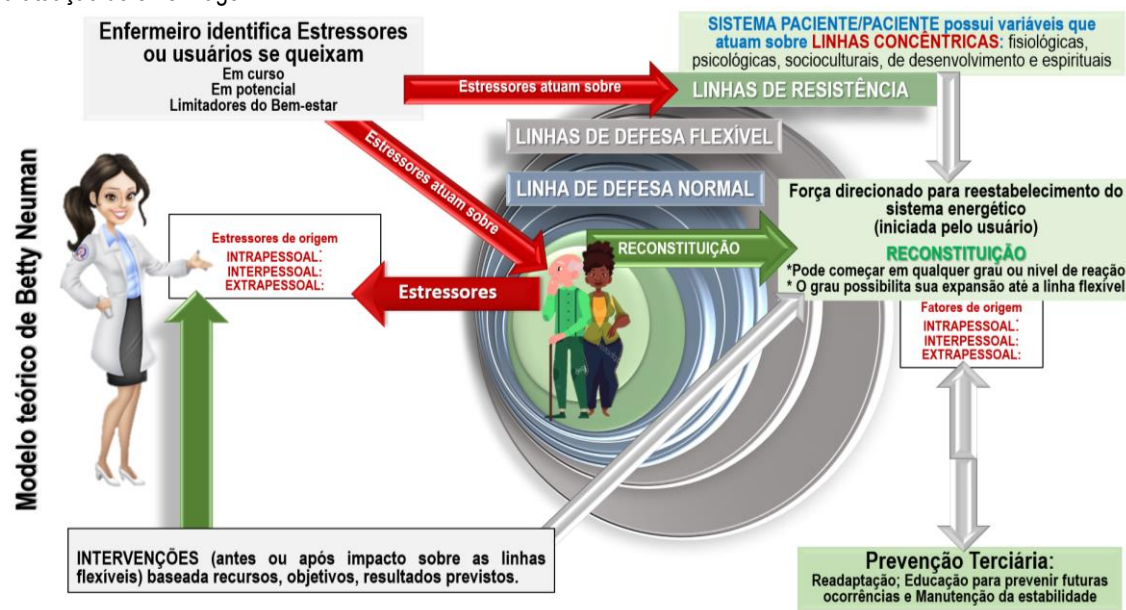 Enfermeiro identifica Estressores
ou usuários se queixam
Em curso
Em potencial
Limitadores do Bem-estar
SISTEMA PACIENTE/PACIENTE possui variáveis que
atuam sobre LINHAS CONCÊNTRICAS: fisiológicas,
psicológicas, socioculturais, de desenvolvimento e espirituais
Estressores atuam sobre
LINHAS DE RESISTÊNCIA
Estressores atuam sobre
LINHAS DE DEFESA FLEXÍVEL
LINHA DE DEFESA NORMAL
Modelo teórico de Betty Neuman
Estressores de origem
INTRAPESSOAL:
INTERPESSOAL:
EXTRAPESSOAL:
Estressores
RECONSTITUIÇÃO
Força direcionado para reestabelecimento do
sistema energético
(iniciada pelo usuário)
RECONSTITUIÇÃO
*Pode começar em qualquer grau ou nivel de reação
* O grau possibilita sua expansão até a linha flexível
Fatores de origem
INTRAPESSOAL:
INTERPESSOAL:
EXTRAPESSOAL:
INTERVENÇÕES (antes ou após impacto sobre as linhas
flexíveis) baseada recursos, objetivos, resultados previstos.
Prevenção Terciária:
Readaptação; Educação para prevenir futuras
ocorrências e Manutenção da estabilidade